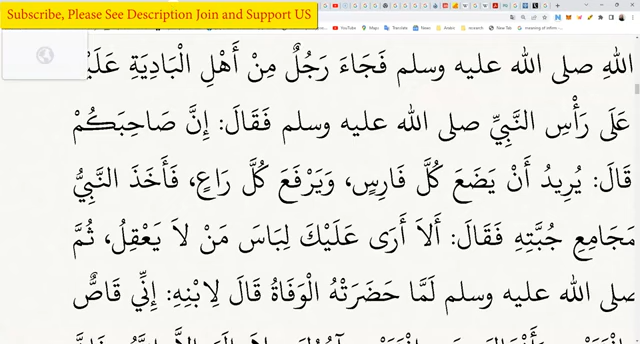 Subscribe, Please See Description Join and Support US
اللهِ صلى الله عليه وسلم فَجَاءَ رَجُلٌ مِنْ أَهْلِ الْبَادِيَةِ
عَلَى رَأْسِ النَّبِيِّ صلى الله عليه وسلم فَقَالَ: إِنَّ صَاحِبَكُمْ
قَالَ: يُرِيدُ أَنْ يَضَعَ كُلَّ فَارِسٍ، وَيَرْفَعَ كُلَّ رَاعٍ، فَأَخَذَ النَّبِيُّ
مَجَامِعِ جُبَّتِهِ فَقَالَ: أَلاَ أَرَى عَلَيْكَ لِبَاسَ مَنْ لاَ يَعْقِلُ، ثُمَّ
صلى الله عليه وسلم لَمَّا حَضَرَتْهُ الْوَفَاةُ قَالَ لِابْنِهِ: إِنِّي قَاصٌّ